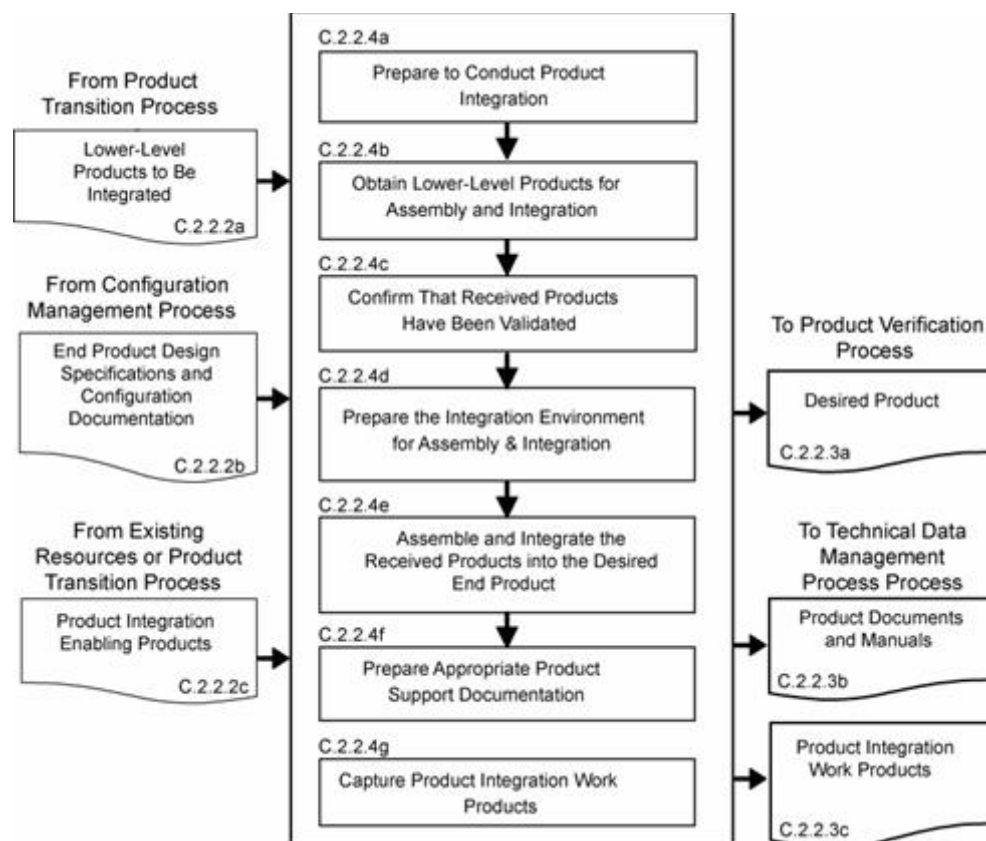 From Product
Transition Process
Lower-Level
Products to Be
Integrated
C.2.2.2a
From Configuration
Management Process
End Product Design
Specifications and
Configuration
Documentation
C.2.2.2b
From Existing
Resources or Product
Transition Process
Product Integration
Enabling Products
C.2.2.2c
C.2.2.4a
Prepare to Conduct Product
Integration
C.2.2.4b
Obtain Lower-Level Products for
Assembly and Integration
C.2.2.4c
Confirm That Received Products
Have Been Validated
C.2.2.4d
Prepare the Integration Environment
for Assembly & Integration
C.2.2.4e
Assemble and Integrate the
Received Products into the Desired
End Product
C.2.2.4f
Prepare Appropriate Product
Support Documentation
C.2.2.4g
Capture Product Integration Work
Products
To Product Verification
Process
Desired Product
C.2.2.3a
To Technical Data
Management
Process Process
Product Documents
and Manuals
C.2.2.3b
Product Integration
Work Products
C.2.2.3c